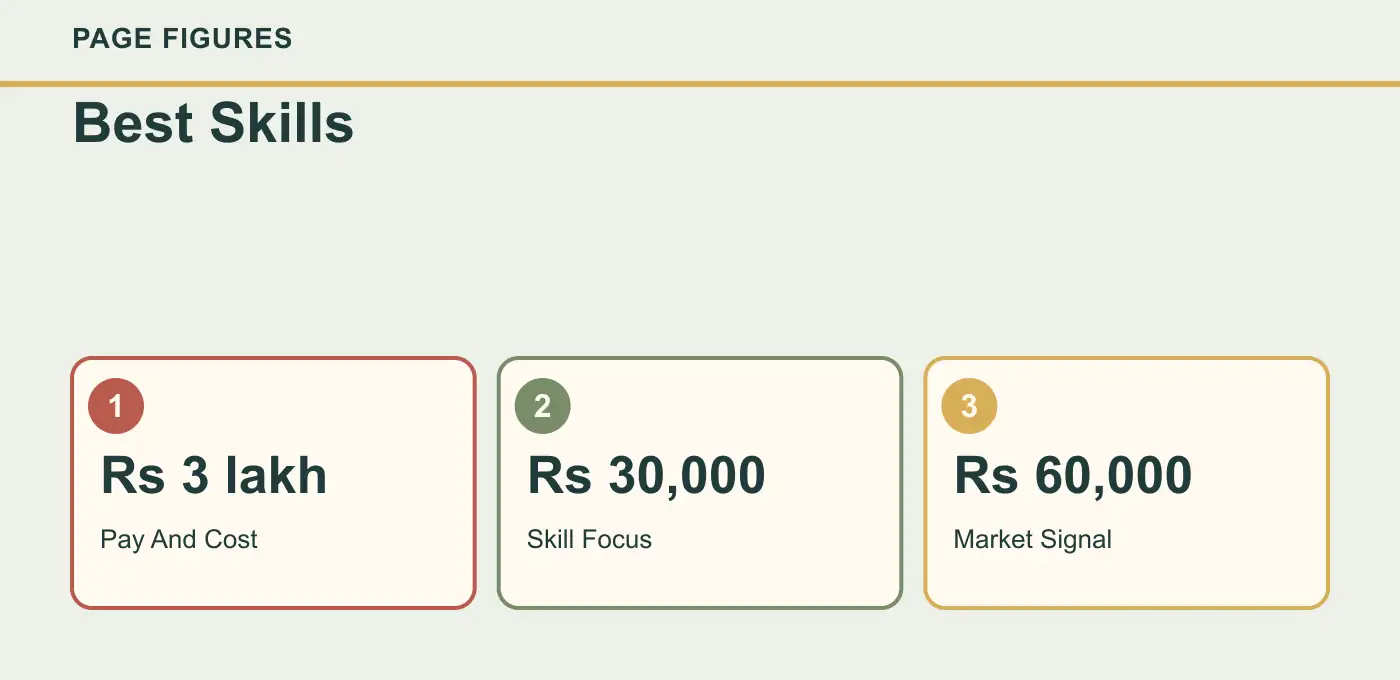 PAGE FIGURES
Best Skills
1
Rs 3 lakh
Pay And Cost
2
Rs 30,000
Skill Focus
3
Rs 60,000
Market Signal